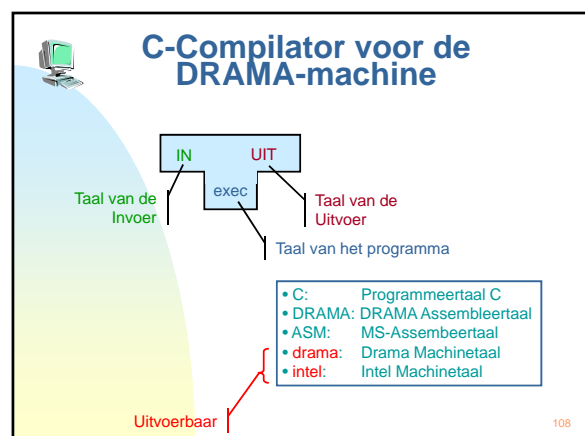 C-Compilator voor de
DRAMA-machine
IN UIT
exec
Taal van de
Invoer
Taal van de
Uitvoer
Taal van het programma
• C: Programmeertaal C
• DRAMA: DRAMA Assembleertaal
• ASM: MS-Assembeertaal
• drama: Drama Machinetaal
• intel: Intel Machinetaal
Uitvoerbaar
108